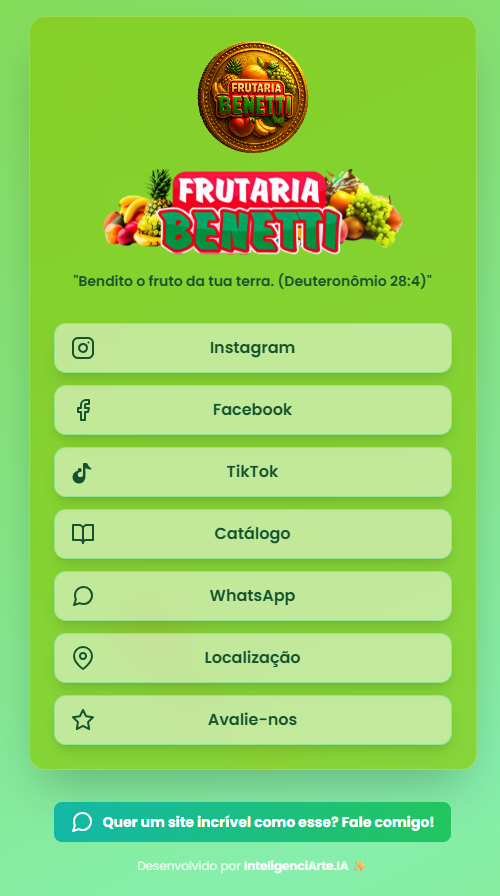 FRUTARIA
BENETTI
FRUTARIA
BENETTI
"Bendito o fruto da tua terra. (Deuteronômio 28:4)"
Instagram
Facebook
TikTok
Catálogo
WhatsApp
Localização
Avalie-nos
Quer um site incrível como esse? Fale comigo!
Desenvolvido por InteligenciArte.IA